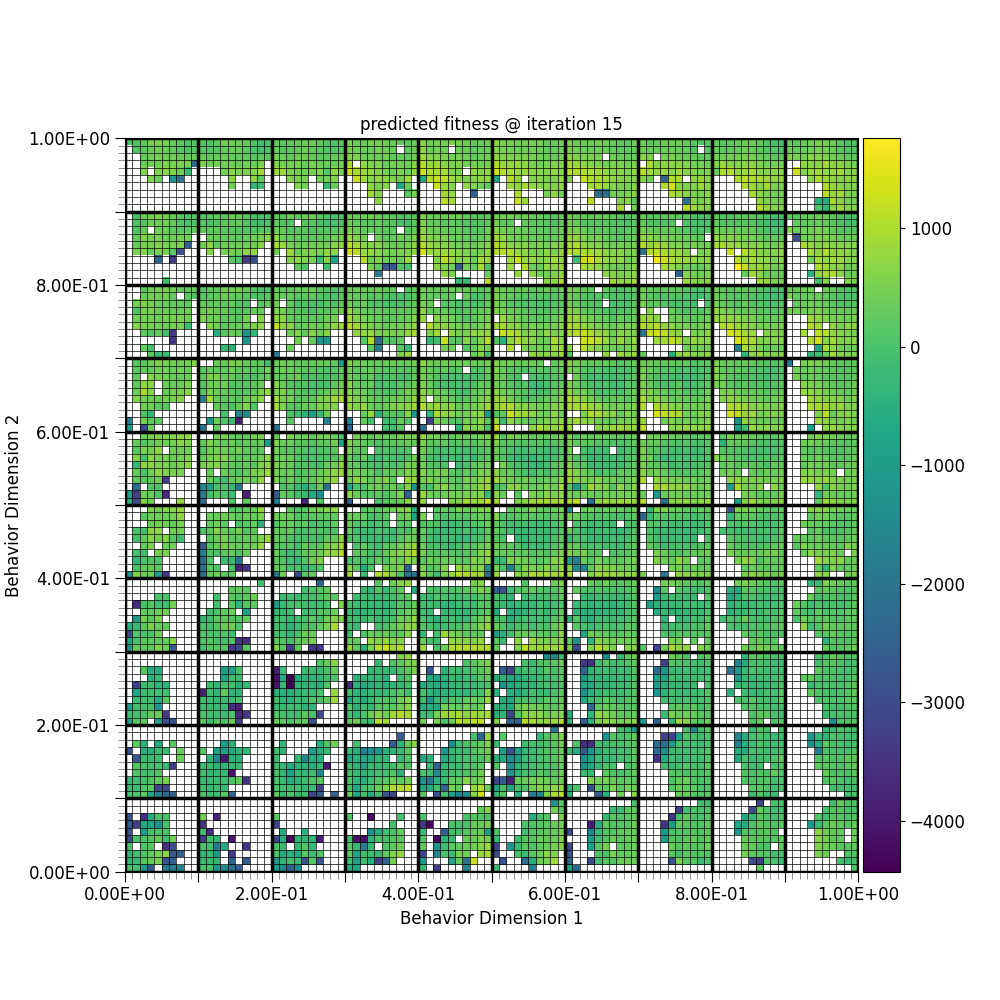 predicted fitness @ iteration 15
1.00E+00
8.00E-01
6.00E-01
4.00E-01
2.00E-01
0.00E+00
Behavior Dimension 2
0.00E+00 2.00E-01 4.00E-01 6.00E-01 8.00E-01 1.00E+00
Behavior Dimension 1
1000
0
−1000
−2000
−3000
−4000